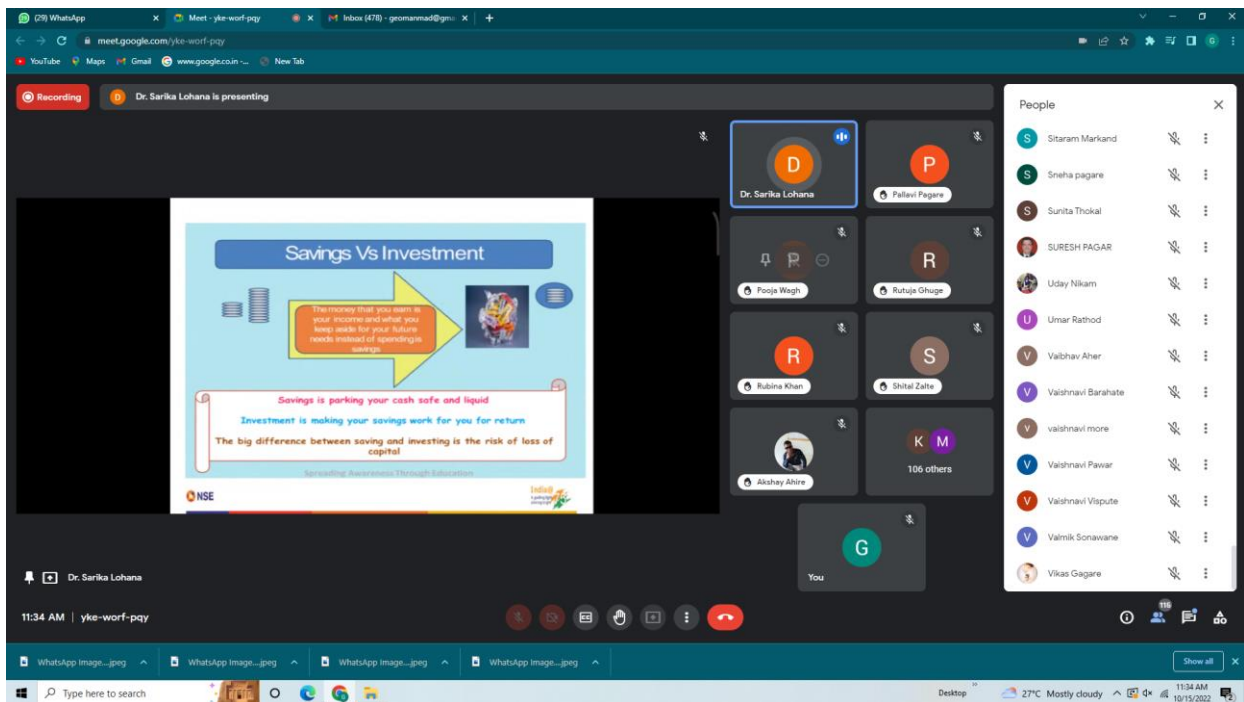 (29) WhatsApp
Meet - yke-worf-pqy
Inbox (478) - geomanmad@gm
meet.google.com/yke-worf-pqy
YouTube
Maps
Gmail
www.google.co.in -...
New Tab
Recording
D
Dr. Sarika Lohana is presenting
Savings Vs Investment
The money that you earn is
your income and what you
keep aside for your future
needs instead of spending is
savings
Savings is parking your cash safe and liquid
Investment is making your savings work for you for return
The big difference between saving and investing is the risk of loss of
capital
Spreading Awareness Through Education
NSE
D
Dr. Sarika Lohana
P
Pallavi Pagere
R
Pooja Wagh
R
Rutuja Ghuge
R
Rubina Khan
S
Shital Zalte
Akshay Ahire
K M
106 others
G
You
People
S Sitaram Markand
S Sneha pagare
S Sunita Thokal
SURESH PAGAR
Uday Nikam
U Umar Rathod
V Vaibhav Aher
V Vaishnavi Barahate
V vaishnavi more
V Vaishnavi Pawar
V Vaishnavi Vispute
V Valmik Sonawane
Vikas Gagare
Dr. Sarika Lohana
11:34 AM | yke-worf-pqy
116
WhatsApp Image....jpeg
WhatsApp Image....jpeg
WhatsApp Image....jpeg
WhatsApp Image....jpeg
Show all
Type here to search
Desktop
27°C Mostly cloudy
11:34 AM
10/15/2022